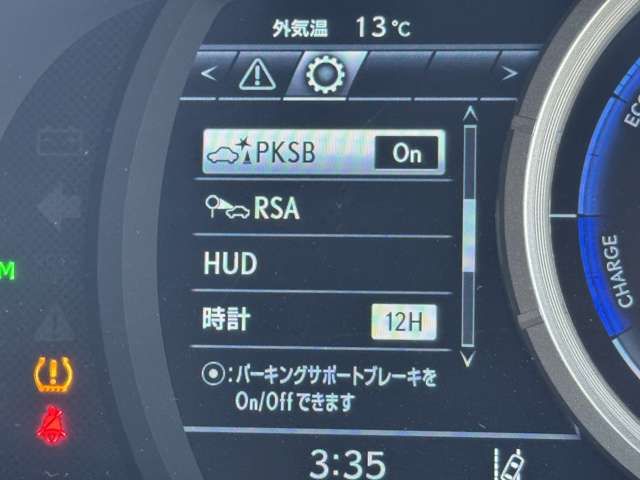 外気温 13℃
PKSB On
RSA
HUD
時計 12H
:パーキングサポートブレーキを
On/Offできます
3:35
CHARGE